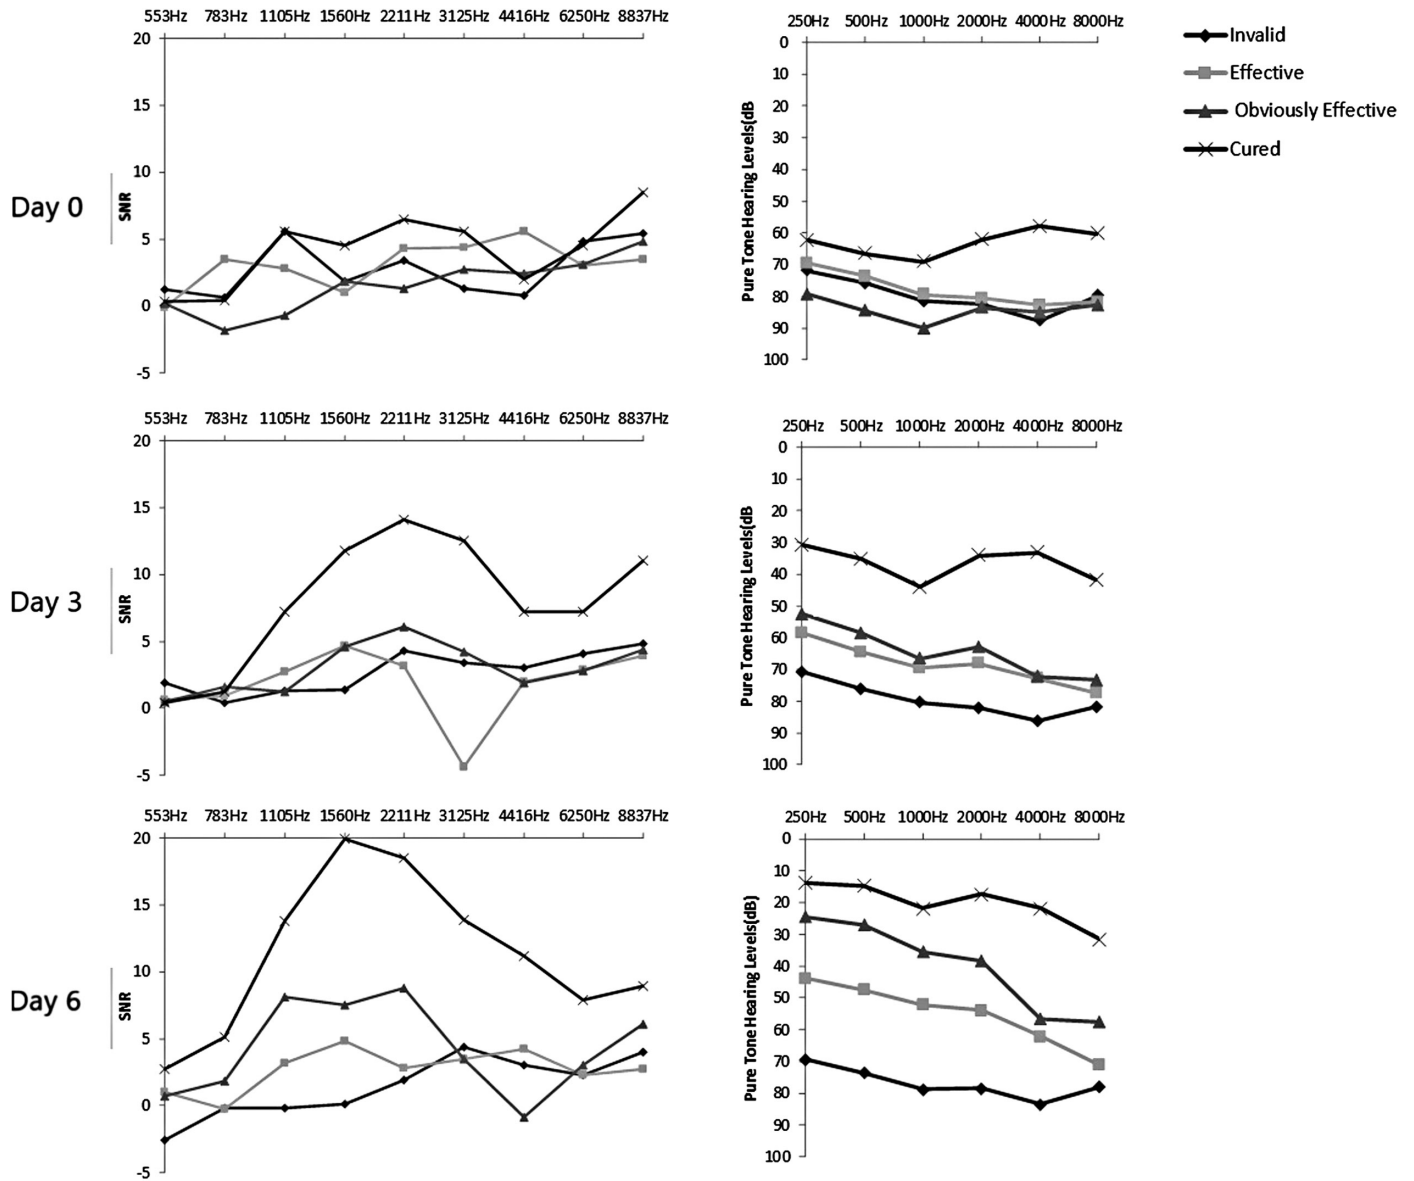 553Hz 783Hz 1105Hz 1560Hz 2211Hz 3125Hz 4416Hz 6250Hz 8837Hz
20
15
10
5
0
-5
SNR
Day 0
250Hz 500Hz 1000Hz 2000Hz 4000Hz 8000Hz
0
10
20
30
40
50
60
70
80
90
100
Pure Tone Hearing Levels(dB
Invalid
Effective
Obviously Effective
Cured
553Hz 783Hz 1105Hz 1560Hz 2211Hz 3125Hz 4416Hz 6250Hz 8837Hz
20
15
10
5
0
-5
SNR
Day 3
250Hz 500Hz 1000Hz 2000Hz 4000Hz 8000Hz
0
10
20
30
40
50
60
70
80
90
100
Pure Tone Hearing Levels(dB
553Hz 783Hz 1105Hz 1560Hz 2211Hz 3125Hz 4416Hz 6250Hz 8837Hz
20
15
10
5
0
-5
SNR
Day 6
250Hz 500Hz 1000Hz 2000Hz 4000Hz 8000Hz
0
10
20
30
40
50
60
70
80
90
100
Pure Tone Hearing Levels(dB)